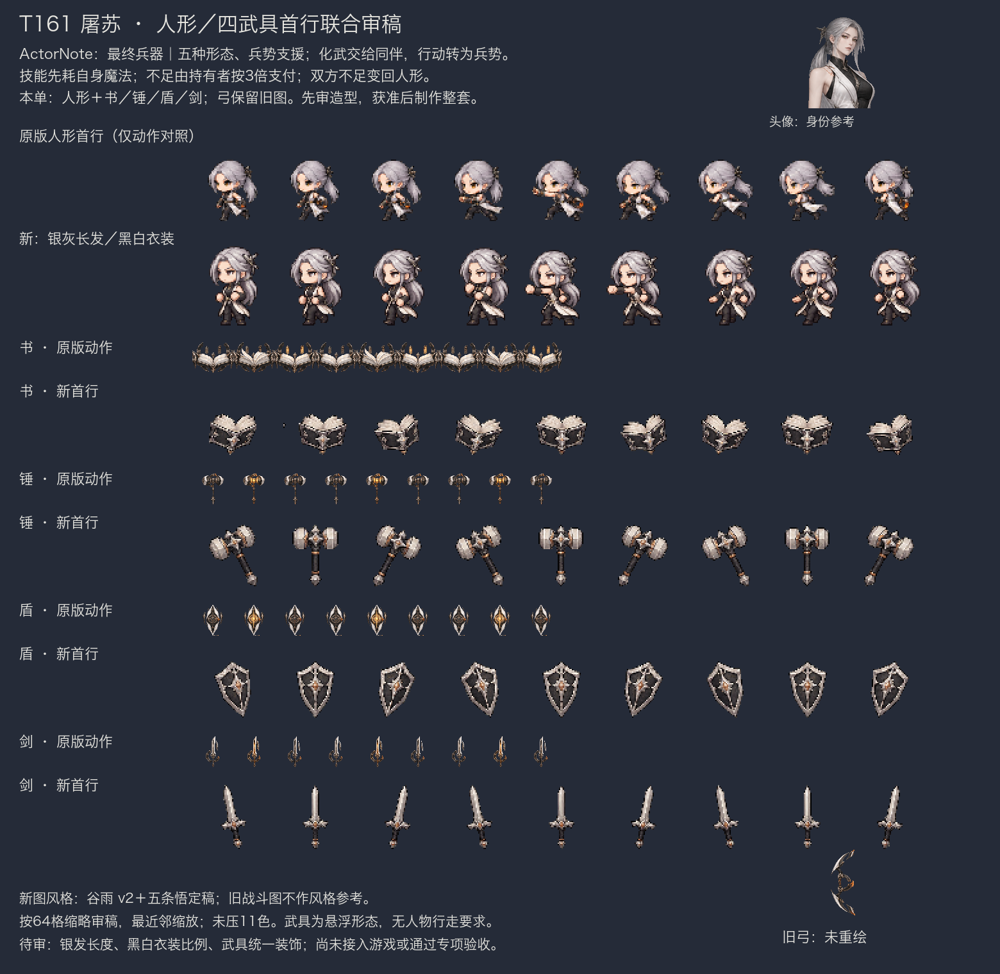 T161 屠苏 · 人形／四武具首行联合审稿
ActorNote：最终兵器｜五种形态、兵势支援；化武交给同伴，行动转为兵势。
技能先耗自身魔法；不足由持有者按3倍支付；双方不足变回人形。
本单：人形＋书／锤／盾／剑；弓保留旧图。先审造型，获准后制作整套。
头像：身份参考
原版人形首行（仅动作对照）
新：银灰长发／黑白衣装
书 · 原版动作
书 · 新首行
锤 · 原版动作
锤 · 新首行
盾 · 原版动作
盾 · 新首行
剑 · 原版动作
剑 · 新首行
新图风格：谷雨 v2＋五条悟定稿；旧战斗图不作风格参考。
按64格缩略审稿，最近邻缩放；未压11色。武具为悬浮形态，无人物行走要求。
待审：银发长度、黑白衣装比例、武具统一装饰；尚未接入游戏或通过专项验收。
旧弓：未重绘